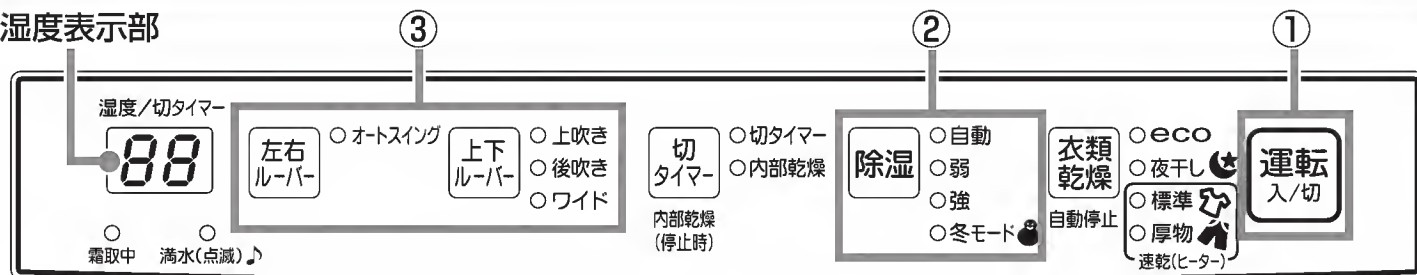 湿度表示部
③
②
①
湿度/切タイマー
88
霜取中
満水(点滅)♪
左右
ルーバー
オートスイング
上下
ルーバー
上吹き
後吹き
ワイド
切
タイマー
内部乾燥
(停止時)
切タイマー
内部乾燥
除湿
自動
弱
強
冬モード
衣類
乾燥
自動停止
eco
夜干し
標準
厚物
速乾(ヒーター)
運転
入/切